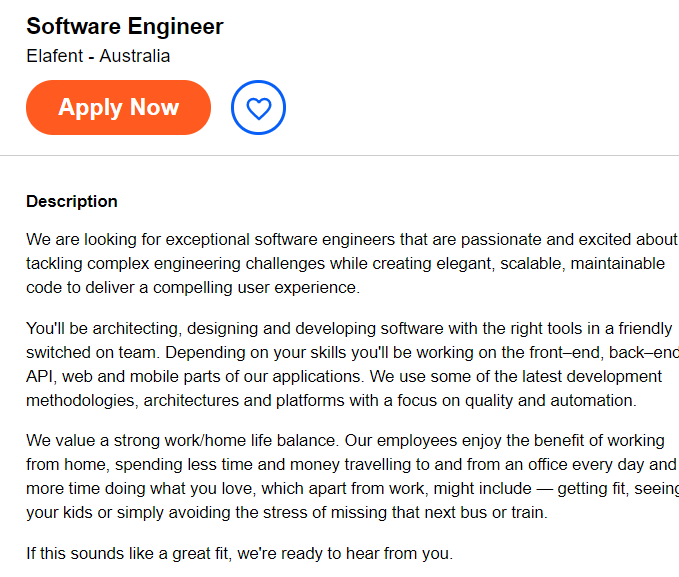 Software Engineer
Elafent - Australia
Apply Now
Description
We are looking for exceptional software engineers that are passionate and excited about
tackling complex engineering challenges while creating elegant, scalable, maintainable
code to deliver a compelling user experience.
You'll be architecting, designing and developing software with the right tools in a friendly
switched on team. Depending on your skills you'll be working on the front–end, back–end
API, web and mobile parts of our applications. We use some of the latest development
methodologies, architectures and platforms with a focus on quality and automation.
We value a strong work/home life balance. Our employees enjoy the benefit of working
from home, spending less time and money travelling to and from an office every day and
more time doing what you love, which apart from work, might include — getting fit, seeing
your kids or simply avoiding the stress of missing that next bus or train.
If this sounds like a great fit, we're ready to hear from you.